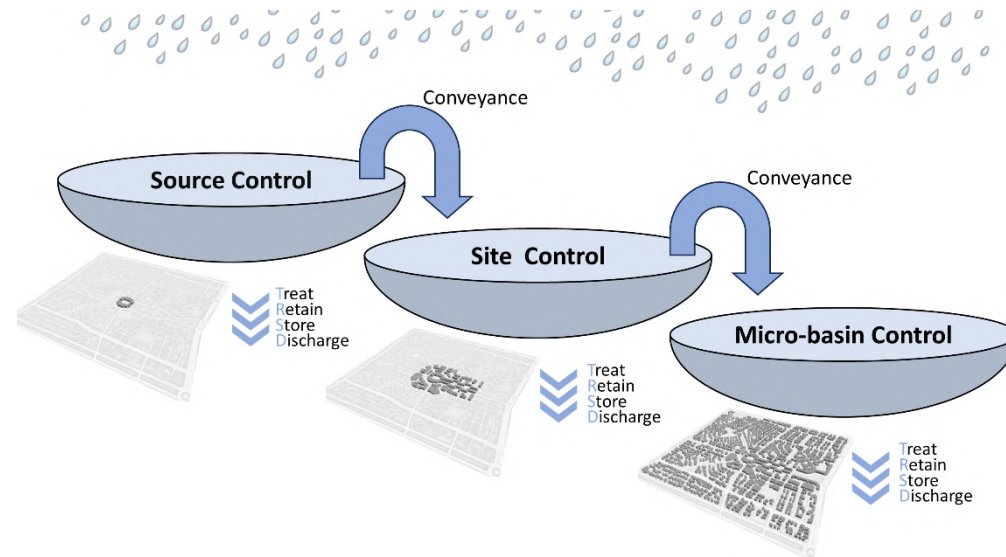 Conveyance
Source Control
Conveyance
Site Control
Treat
Retain
Store
Discharge
Micro-basin Control
Treat
Retain
Store
Discharge
Treat
Retain
Store
Discharge